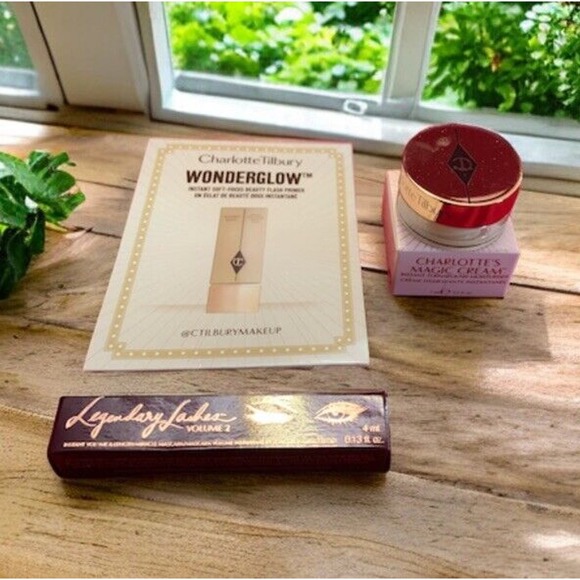 Charlotte Tilbury
WONDERGLOW™
INSTANT SOFT-FOCUS BEAUTY FLASH PRIMER
UN ÉCLAT DE BEAUTÉ DOUX INSTANTANÉ
@CTILBURYMAKEUP
CHARLOTTE'S
MAGIC CREAM
Legendary Lashes
VOLUME 2
4 ml
0.13 fl. oz.